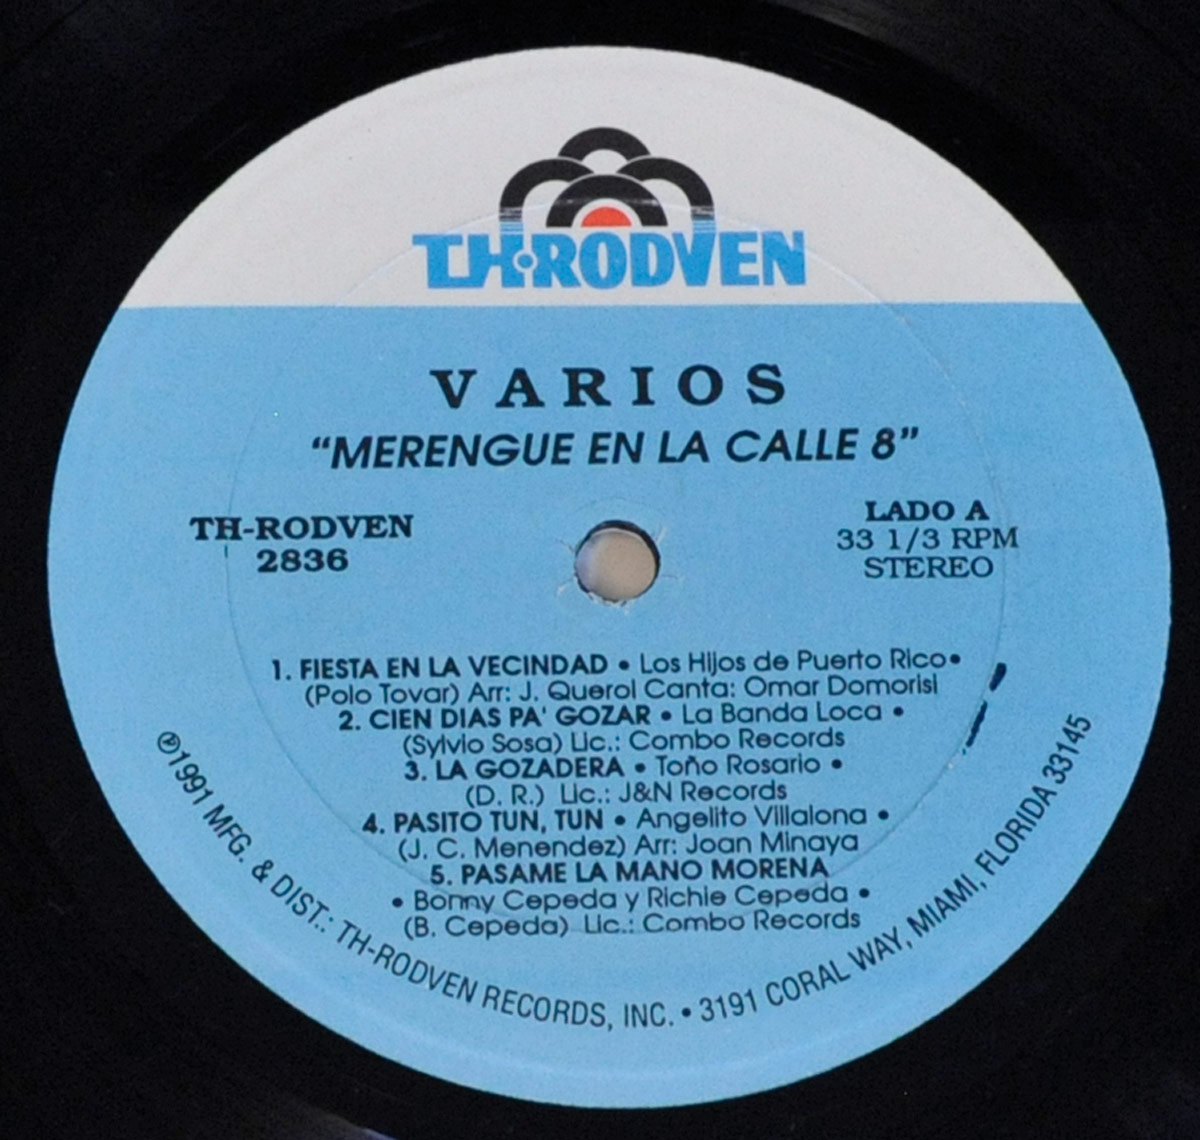 TH-RODVEN
VARIOS
"MERENGUE EN LA CALLE 8"
TH-RODVEN
2836
LADO A
33 1/3 RPM
STEREO
1. FIESTA EN LA VECINDAD • Los Hijos de Puerto Rico•
(Polo Tovar) Arr: J. Querol Canta: Omar Domorisi
2. CIEN DIAS PA' GOZAR • La Banda Loca •
(Sylvio Sosa) Lic.: Combo Records
3. LA GOZADERA • Toño Rosario •
(D. R.) Lic.: J&N Records
4. PASITO TUN, TUN • Angelito Villalona •
(J. C. Menendez) Arr: Joan Minaya
5. PASAME LA MANO MORENA
• Bonny Cepeda y Richie Cepeda •
(B. Cepeda) Lic.: Combo Records
℗1991 MFG. & DIST.: TH-RODVEN RECORDS, INC. • 3191 CORAL WAY, MIAMI, FLORIDA 33145